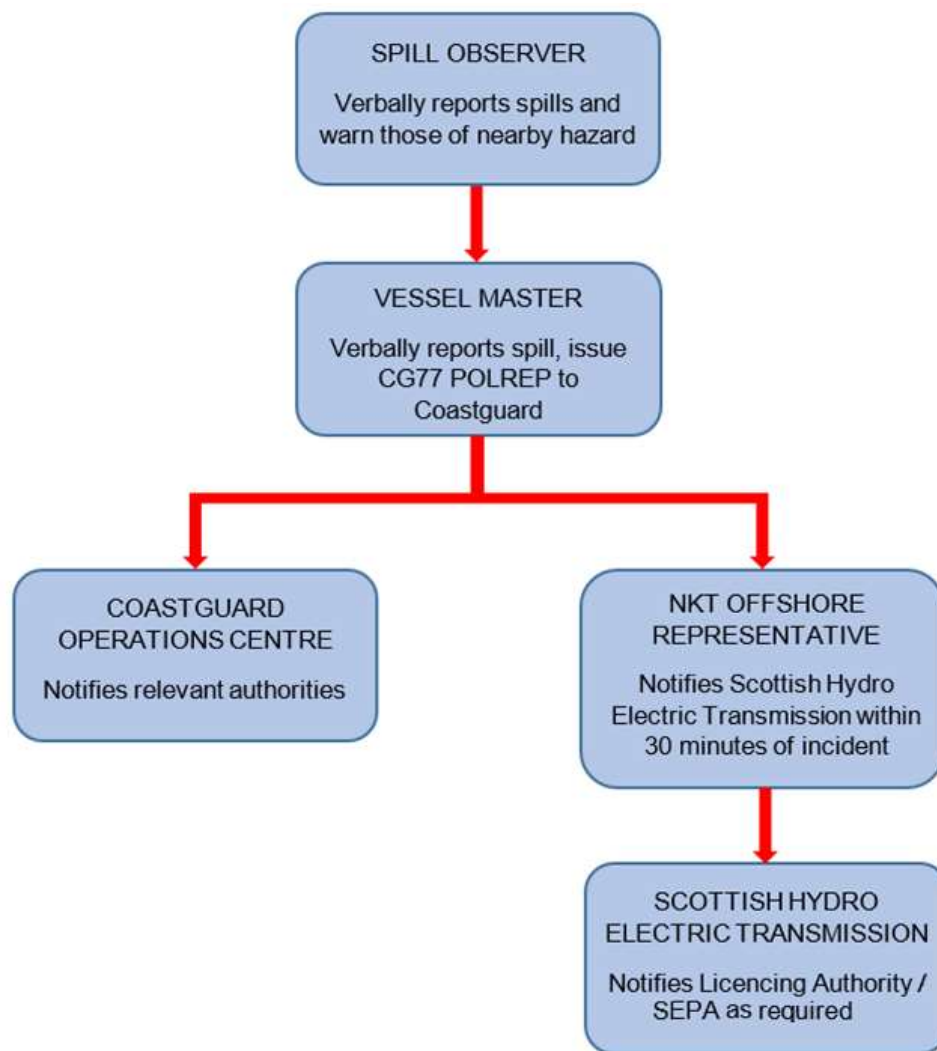 SPILL OBSERVER
Verbally reports spills and
warn those of nearby hazard
VESSEL MASTER
Verbally reports spill, issue
CG77 POLREP to
Coastguard
COASTGUARD
OPERATIONS CENTRE
Notifies relevant authorities
NKT OFFSHORE
REPRESENTATIVE
Notifies Scottish Hydro
Electric Transmission within
30 minutes of incident
SCOTTISH HYDRO
ELECTRIC TRANSMISSION
Notifies Licencing Authority /
SEPA as required